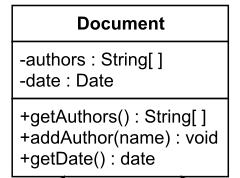 Document
-authors : String[ ]
-date : Date
+getAuthors() : String[ ]
+addAuthor(name) : void
+getDate() : date